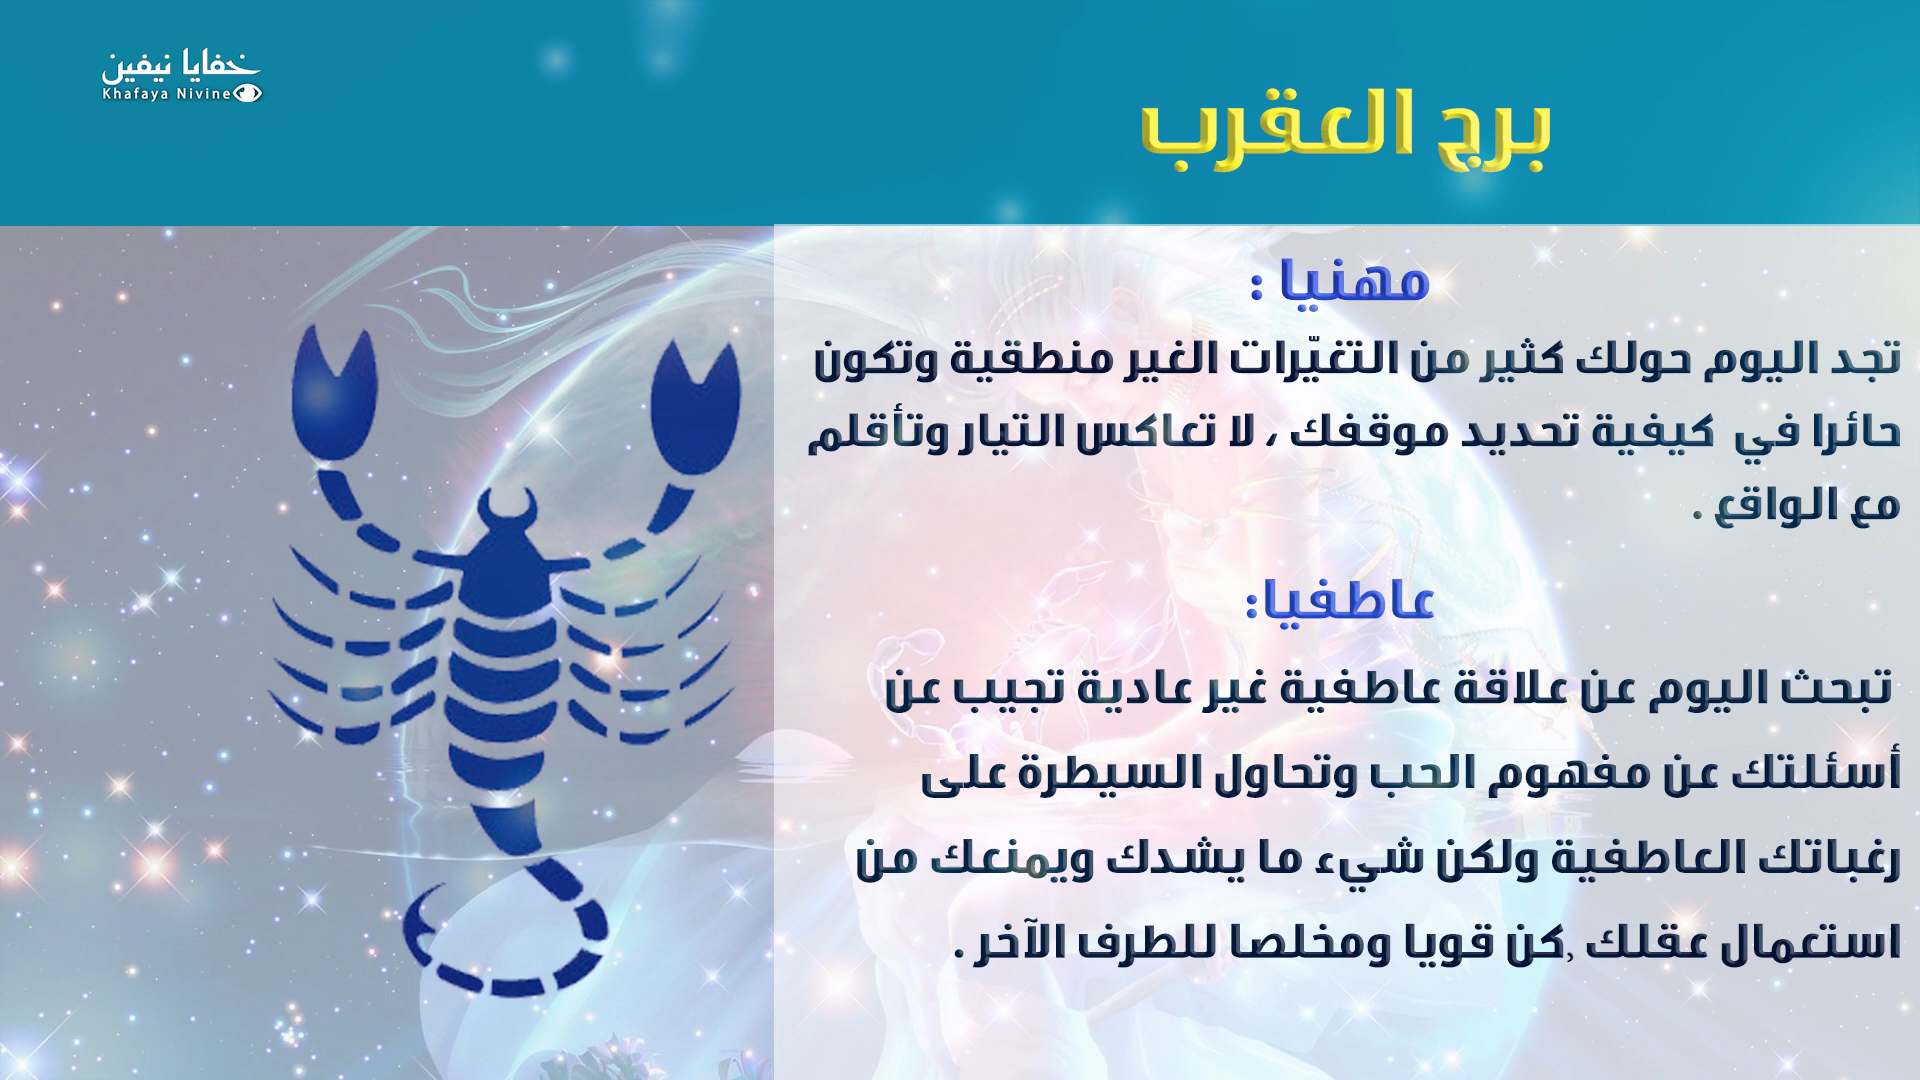 خفايا نيفين
Khafaya Nivine
برج العقرب
مهنيا :
تجد اليوم حولك كثير من التغيّرات الغير منطقية وتكون
حائرا في كيفية تحديد موقفك ، لا تعاكس التيار وتأقلم
مع الواقع .
عاطفيا:
تبحث اليوم عن علاقة عاطفية غير عادية تجيب عن
أسئلتك عن مفهوم الحب وتحاول السيطرة على
رغباتك العاطفية ولكن شيء ما يشدك ويمنعك من
استعمال عقلك ,كن قويا ومخلصا للطرف الآخر .